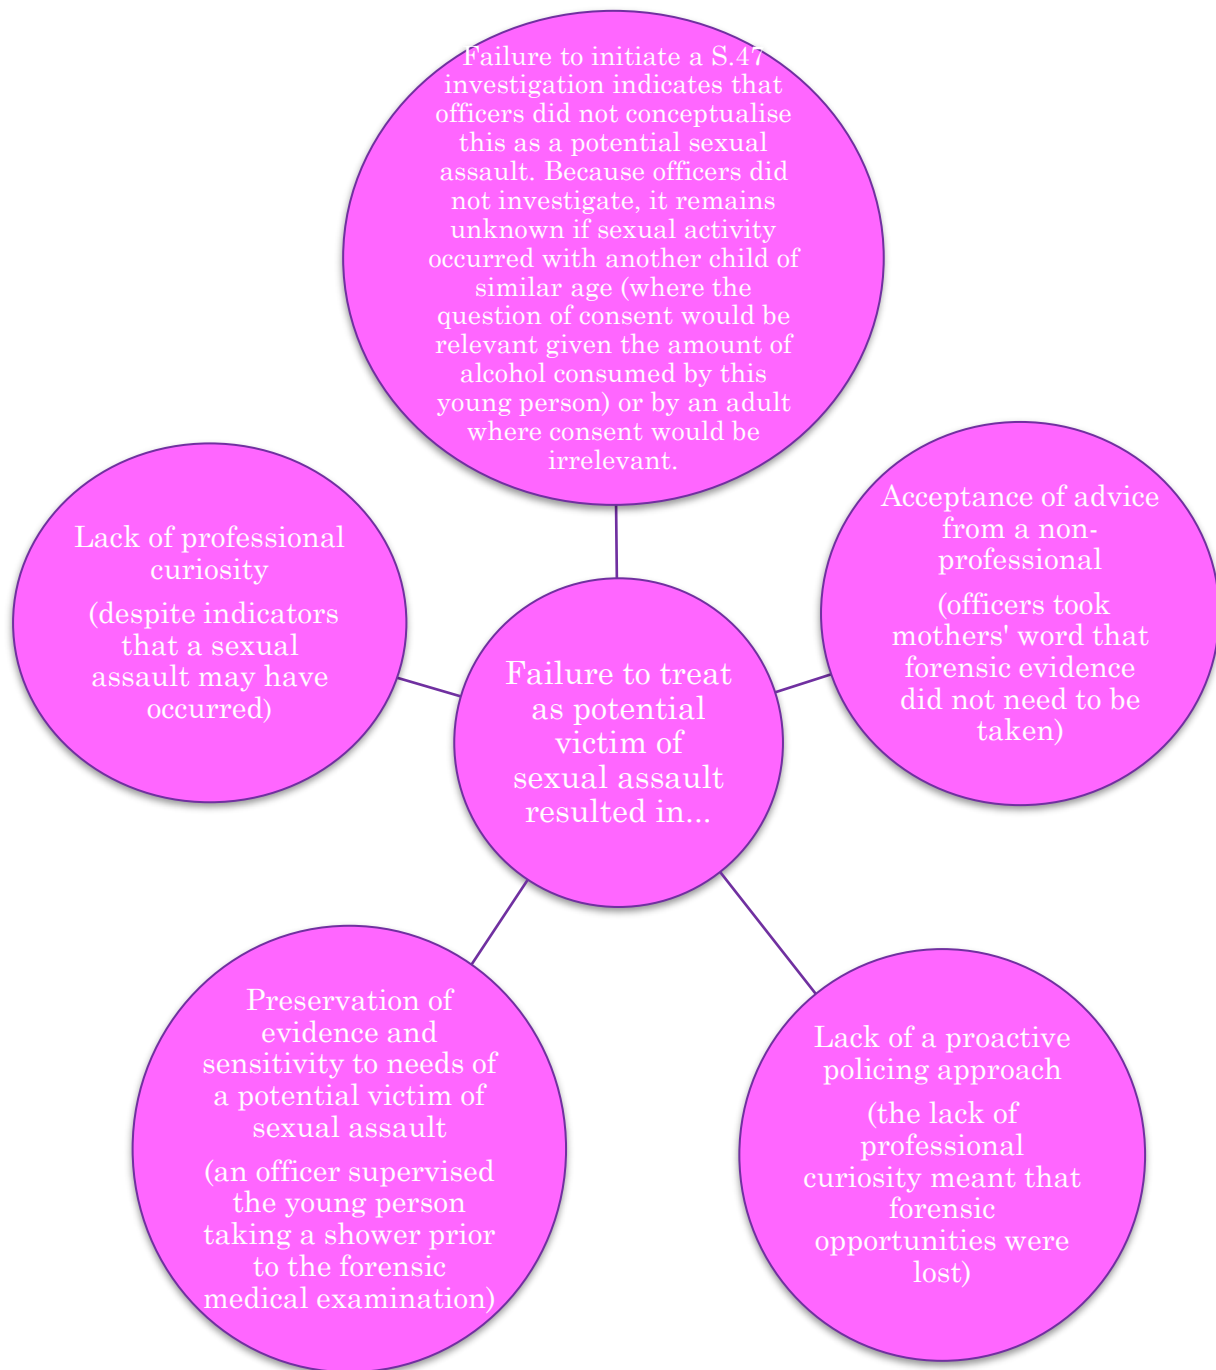 Failure to initiate a S.47
investigation indicates that
officers did not conceptualise
this as a potential sexual
assault. Because officers did
not investigate, it remains
unknown if sexual activity
occurred with another child of
similar age (where the
question of consent would be
relevant given the amount of
alcohol consumed by this
young person) or by an adult
where consent would be
irrelevant.
Acceptance of advice
from a non-
professional
(officers took
mothers' word that
forensic evidence
did not need to be
taken)
Lack of a proactive
policing approach
(the lack of
professional
curiosity meant that
forensic
opportunities were
lost)
Preservation of
evidence and
sensitivity to needs of
a potential victim of
sexual assault
(an officer supervised
the young person
taking a shower prior
to the forensic
medical examination)
Lack of professional
curiosity
(despite indicators
that a sexual
assault may have
occurred)
Failure to treat
as potential
victim of
sexual assault
resulted in...